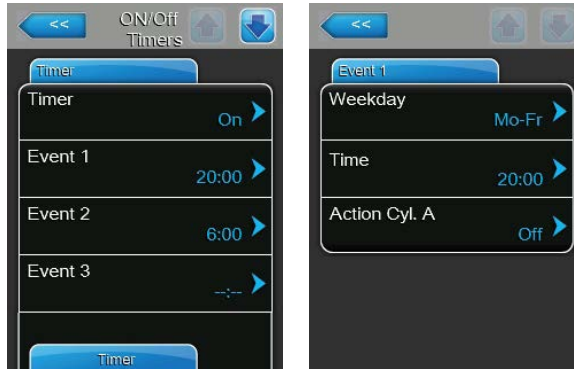 <<
ON/Off
Timers
Timer
Timer
On
Event 1
20:00
Event 2
6:00
Event 3
--:--
Timer
<<
Event 1
Weekday
Mo-Fr
Time
20:00
Action Cyl. A
Off